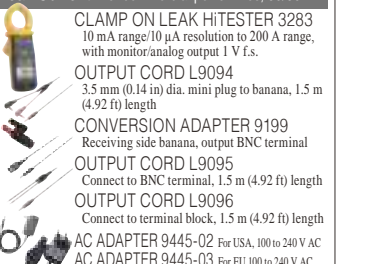 CLAMP ON LEAK HiTESTER 3283
10 mA range/10 μA resolution to 200 A range,
with monitor/analog output 1 V f.s.
OUTPUT CORD L9094
3.5 mm (0.14 in) dia. mini plug to banana, 1.5 m
(4.92 ft) length
CONVERSION ADAPTER 9199
Receiving side banana, output BNC terminal
OUTPUT CORD L9095
Connect to BNC terminal, 1.5 m (4.92 ft) length
OUTPUT CORD L9096
Connect to terminal block, 1.5 m (4.92 ft) length
AC ADAPTER 9445-02 For USA, 100 to 240 V AC
AC ADAPTER 9445-03 For EU 100 to 240 V AC